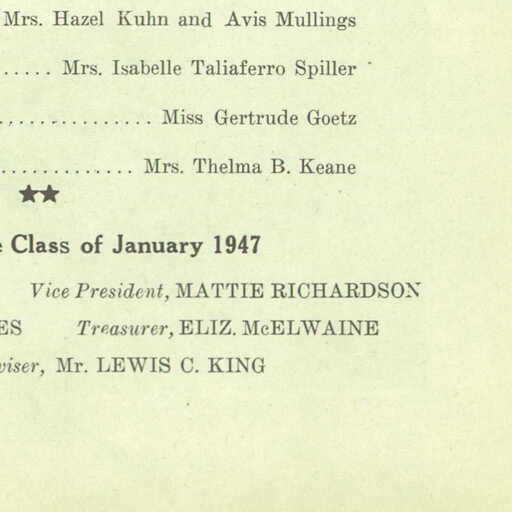 Mrs. Hazel Kuhn and Avis Mullings
..... Mrs. Isabelle Taliaferro Spiller
............... Miss Gertrude Goetz
............. Mrs. Thelma B. Keane
★★
Class of January 1947
Vice President, MATTIE RICHARDSON
ES Treasurer, ELIZ. McELWAINE
viser, Mr. LEWIS C. KING